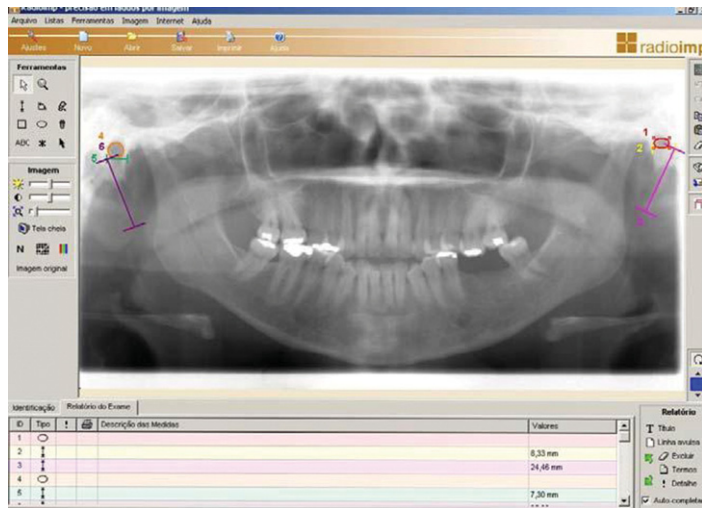 Radioimp - precisão em laudos por imagem
Arquivo Listas Ferramentas Imagem Internet Ajuda
Ajustes Novo Abrir Salvar Imprimir Ajuda
radioimp
Ferramentas
ABC
Imagem
Tela cheia
N
Imagem original
4
6
5
1
2
Identificação Relatório do Exame
ID Tipo ! Descrição das Medidas Valores
1
2 8,33 mm
3 24,46 mm
4
5 7,30 mm
Relatório
T Título
Linha avulsa
Excluir
Termos
! Detalhe
Auto completa